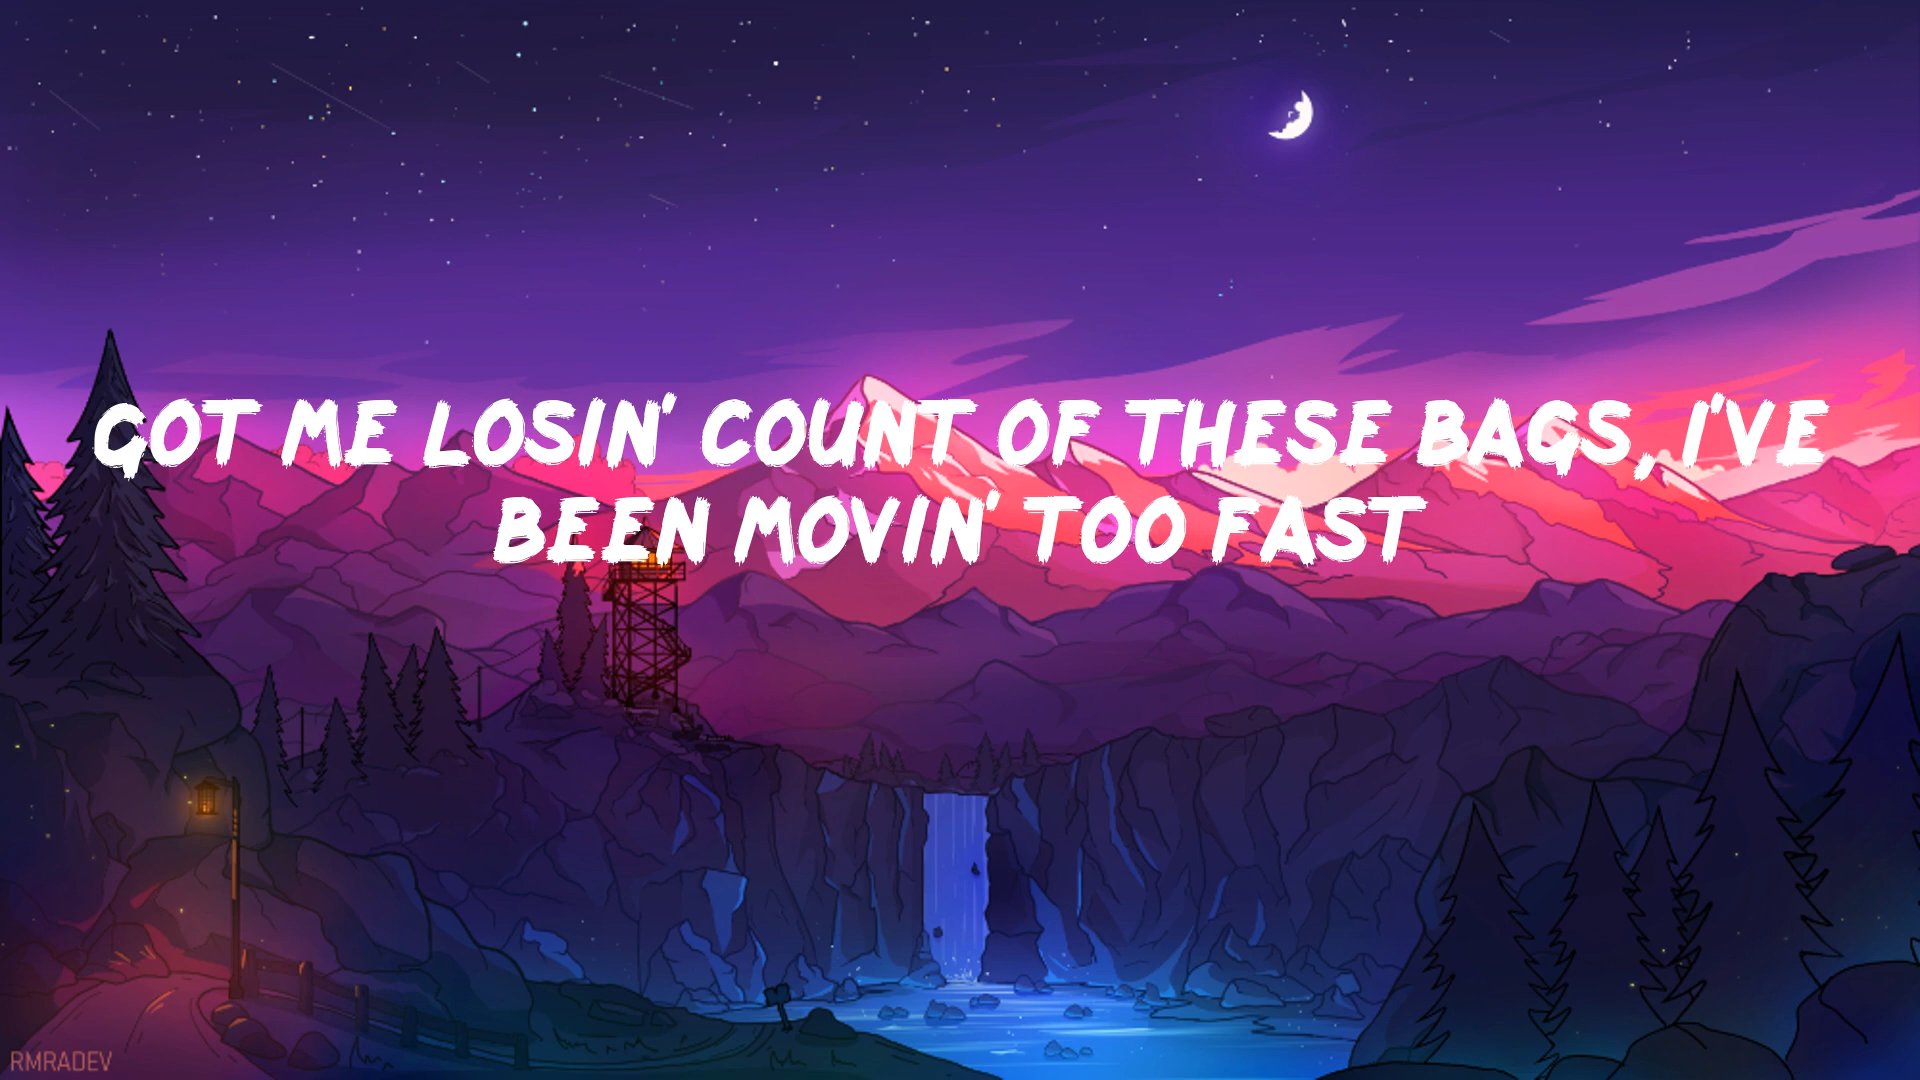 GOT ME LOSIN' COUNT OF THESE BAGS, I'VE
BEEN MOVIN' TOO FAST
RMRADEV